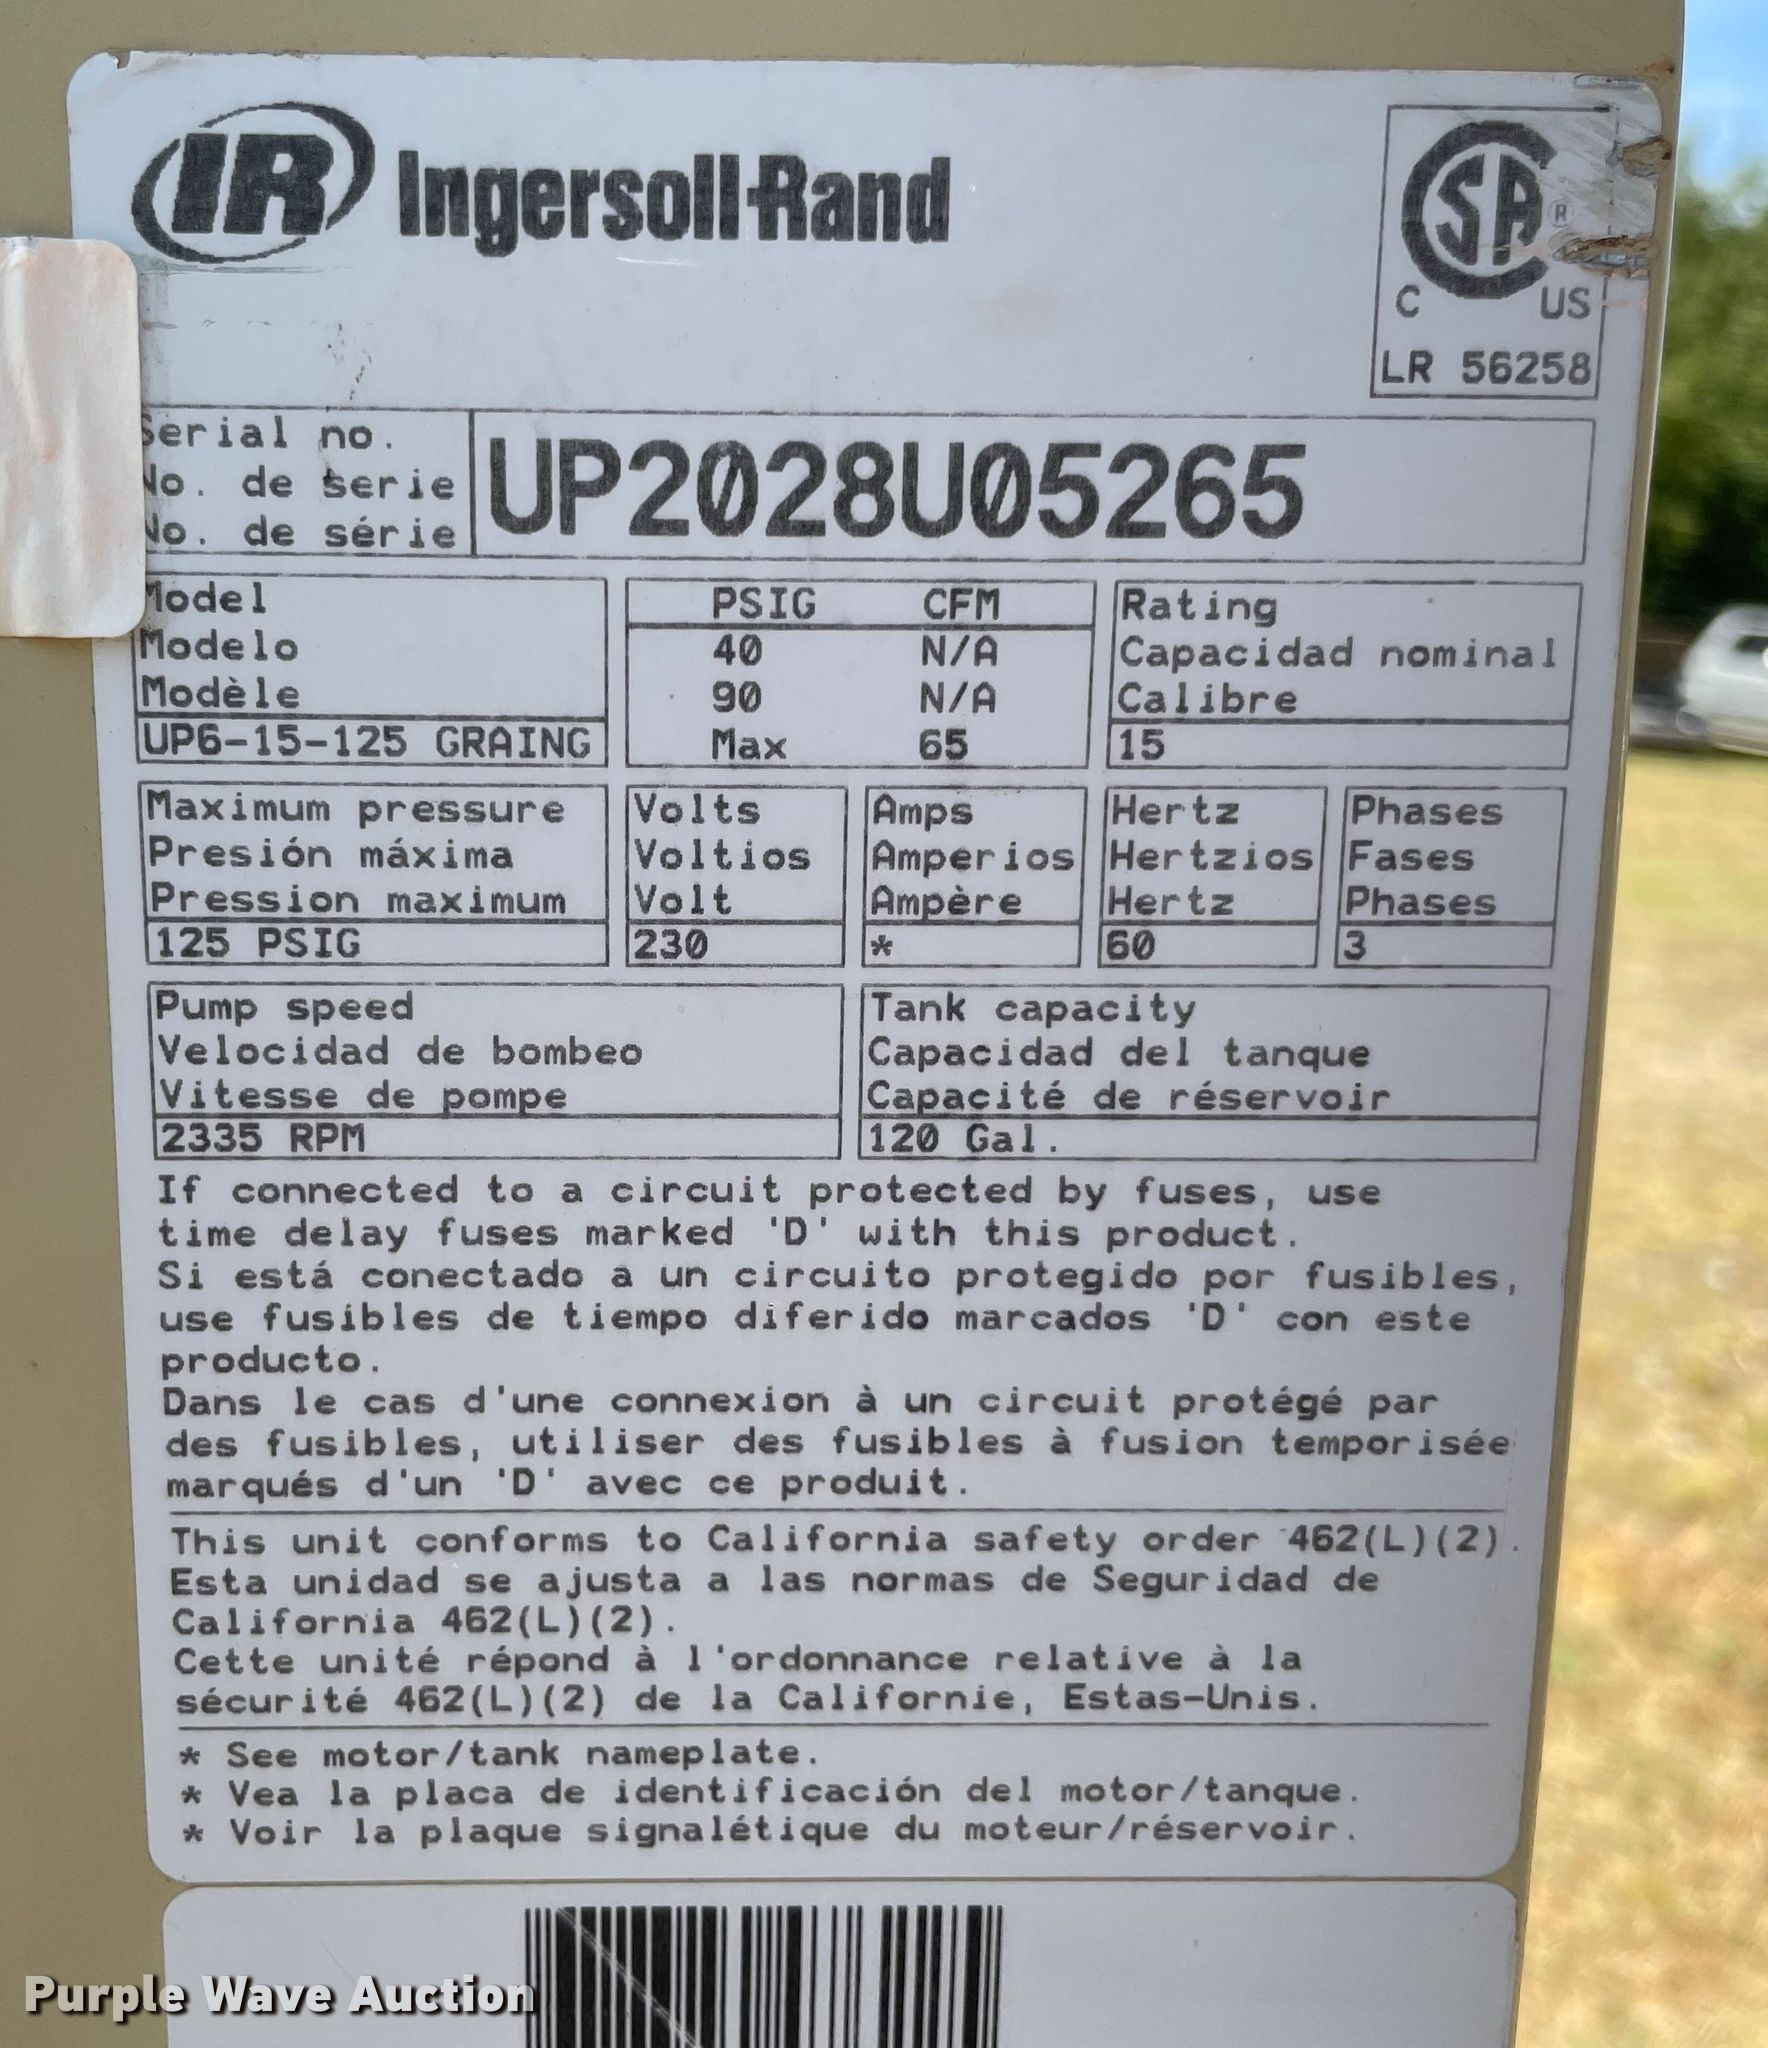 IR Ingersoll-Rand
CSA ®
C US
LR 56258
Serial no.
No. de serie
No. de série
UP2028U05265
Model
Modelo
Modèle
UP6-15-125 GRAING
PSIG CFM
40 N/A
90 N/A
Max 65
Rating
Capacidad nominal
Calibre
15
Maximum pressure
Presión máxima
Pression maximum
125 PSIG
Volts
Voltios
Volt
230
Amps
Amperios
Ampère
*
Hertz
Hertzios
Hertz
60
Phases
Fases
Phases
3
Pump speed
Velocidad de bombeo
Vitesse de pompe
2335 RPM
Tank capacity
Capacidad del tanque
Capacité de réservoir
120 Gal.
If connected to a circuit protected by fuses, use
time delay fuses marked 'D' with this product.
Si está conectado a un circuito protegido por fusibles,
use fusibles de tiempo diferido marcados 'D' con este
producto.
Dans le cas d'une connexion à un circuit protégé par
des fusibles, utiliser des fusibles à fusion temporisée
marqués d'un 'D' avec ce produit.
This unit conforms to California safety order 462(L)(2).
Esta unidad se ajusta a las normas de Seguridad de
California 462(L)(2).
Cette unité répond à l'ordonnance relative à la
sécurité 462(L)(2) de la Californie, Estas-Unis.
* See motor/tank nameplate.
* Vea la placa de identificación del motor/tanque.
* Voir la plaque signalétique du moteur/réservoir.
Purple Wave Auction